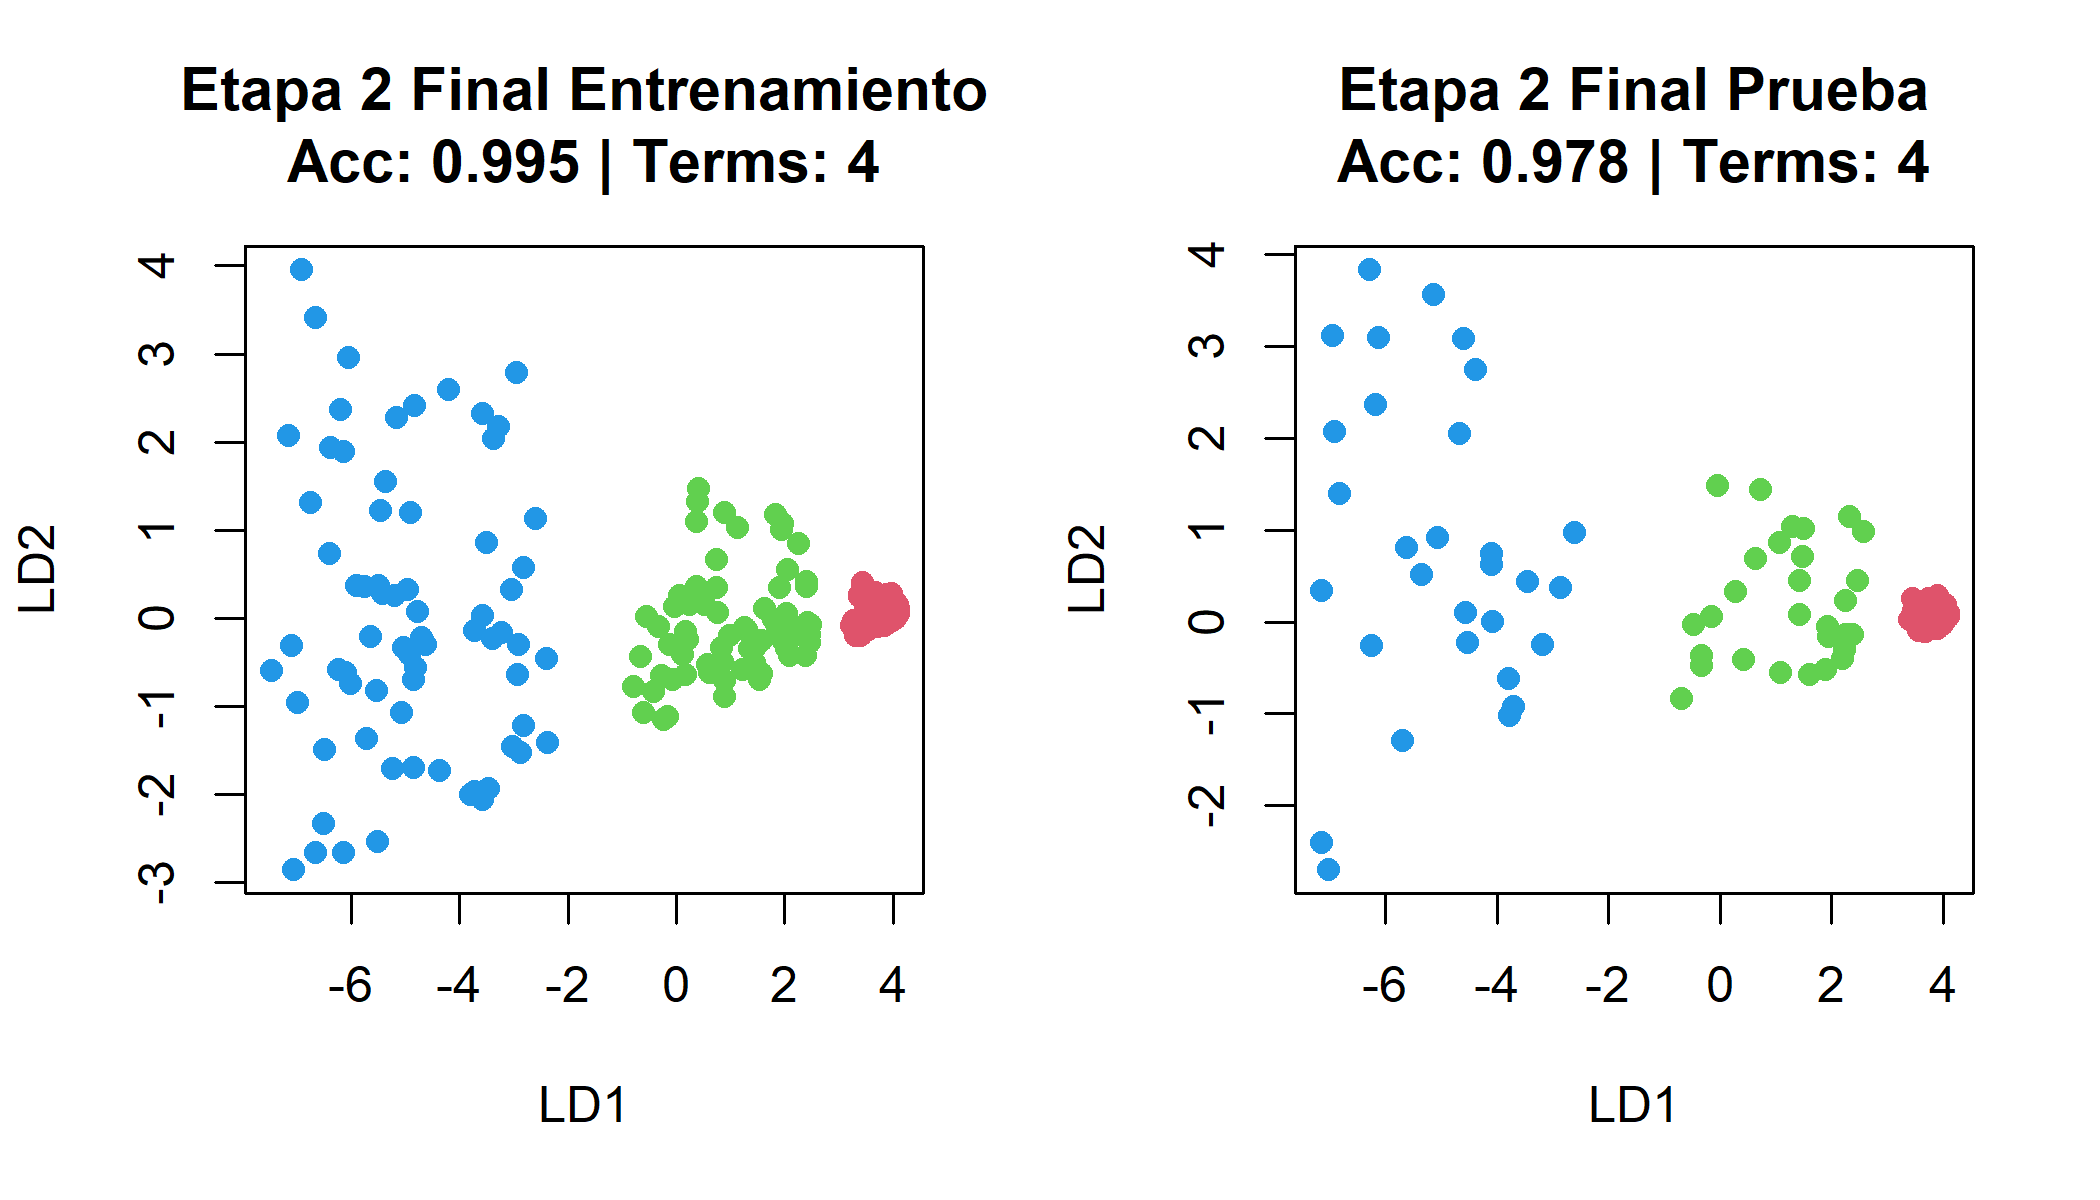 Etapa 2 Final Entrenamiento
Acc: 0.995 | Terms: 4
4
3
2
1
0
-1
-2
-3
LD2
-6 -4 -2 0 2 4
LD1
Etapa 2 Final Prueba
Acc: 0.978 | Terms: 4
4
3
2
1
0
-1
-2
LD2
-6 -4 -2 0 2 4
LD1